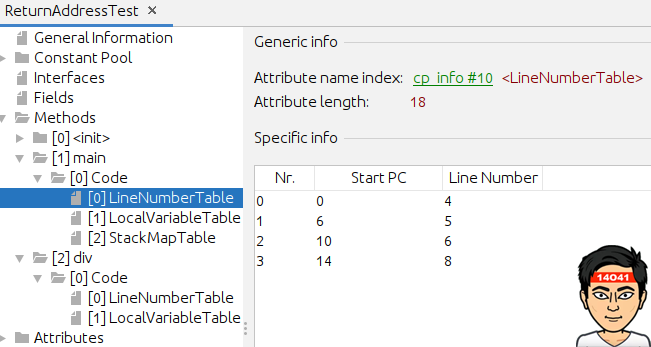 ReturnAddressTest ×
General Information
Constant Pool
Interfaces
Fields
Methods
[0] <init>
[1] main
[0] Code
[0] LineNumberTable
[1] LocalVariableTable
[2] StackMapTable
[2] div
[0] Code
[0] LineNumberTable
[1] LocalVariableTable
Attributes
Generic info
Attribute name index: cp_info #10 <LineNumberTable>
Attribute length: 18
Specific info
Nr. Start PC Line Number
0 0 4
1 6 5
2 10 6
3 14 8
14041